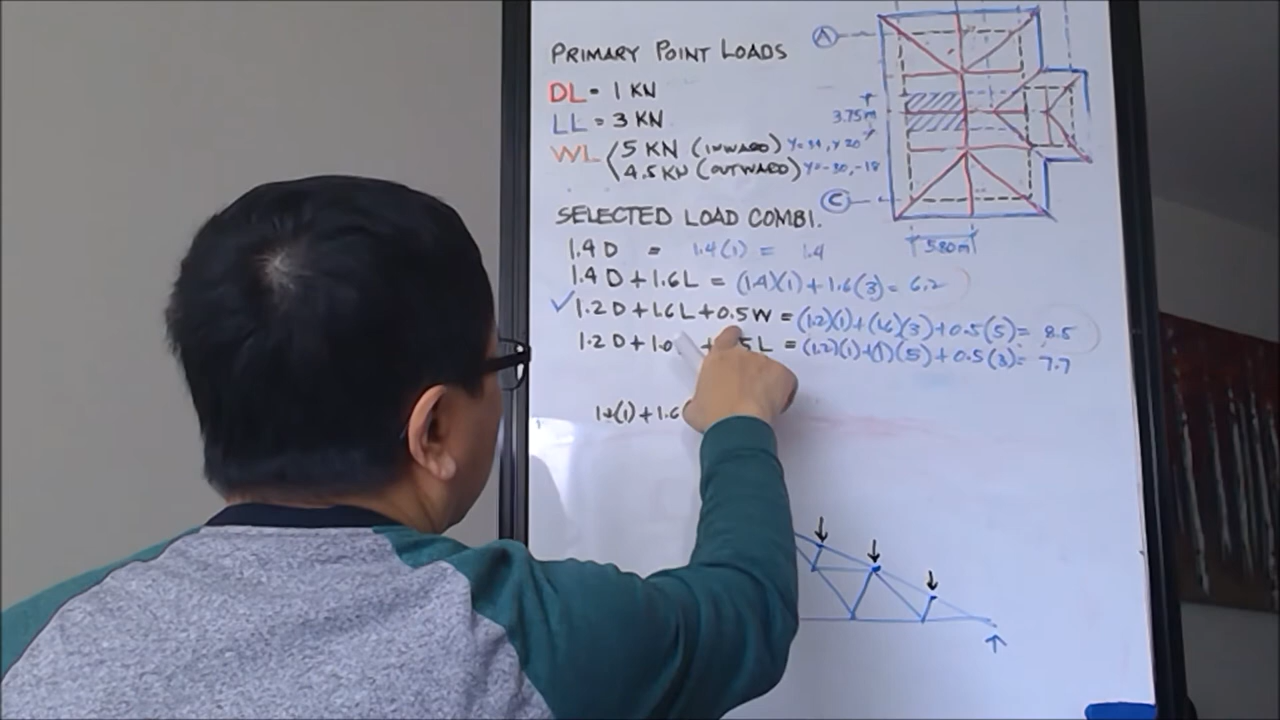 PRIMARY POINT LOADS
DL = 1 KN
LL = 3 KN
WL 5 KN (INWARD) Y=34, Y 20
4.5 KN (OUTWARD) Y=-30, -18
SELECTED LOAD COMBI.
1.4 D = 1.4(1) = 1.4
1.4 D + 1.6 L = (1.4)(1) + 1.6(3) = 6.2
✓ 1.2 D + 1.6 L + 0.5 W = (1.2)(1) + (1.6)(3) + 0.5(5) = 8.5
1.2 D + 1.0 5 L = (1.2)(1) + (1)(5) + 0.5(3) = 7.7
(1) + 1.6
A
3.75m
C
5.80m